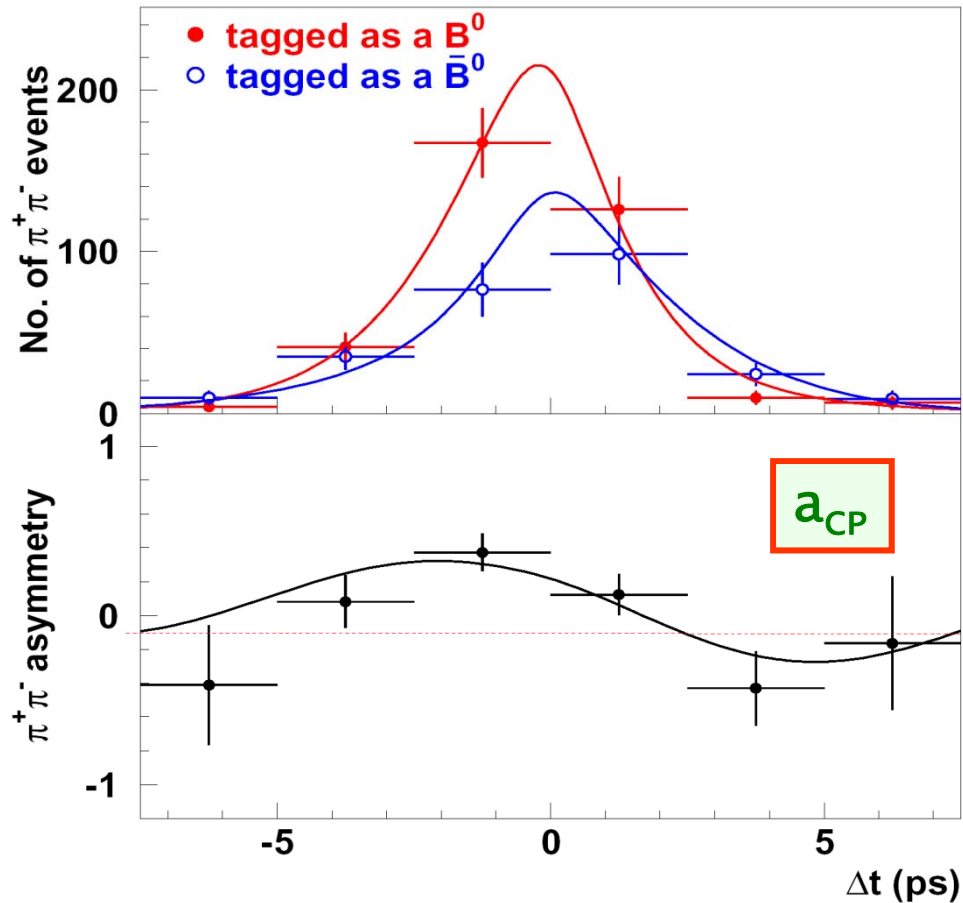 tagged as a B⁰
tagged as a B̄⁰
No. of π⁺π⁻ events
200
100
0
π⁺π⁻ asymmetry
1
0
-1
a_CP
-5
0
5
Δt (ps)